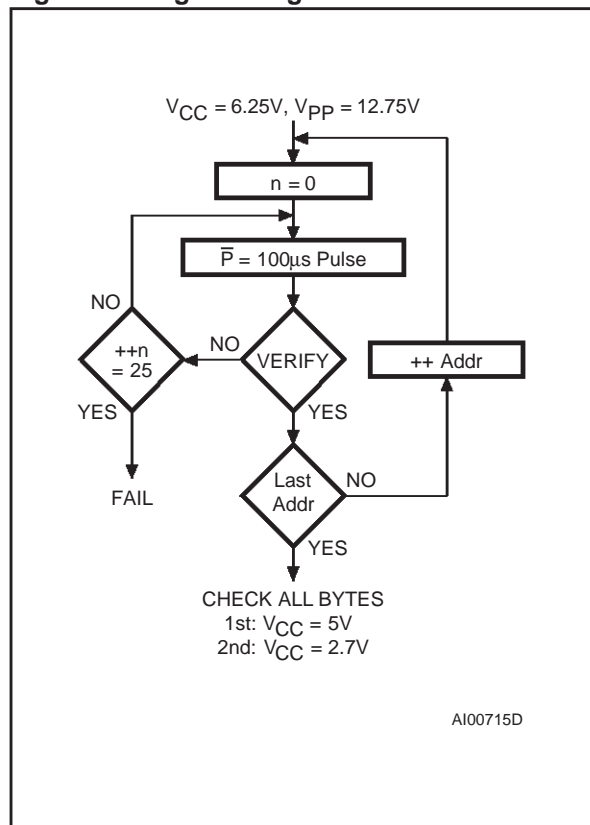 V_CC = 6.25V, V_PP = 12.75V
n = 0
P̅ = 100μs Pulse
NO
++n
= 25
NO
VERIFY
++ Addr
YES
YES
Last
Addr
NO
FAIL
YES
CHECK ALL BYTES
1st: V_CC = 5V
2nd: V_CC = 2.7V
AI00715D